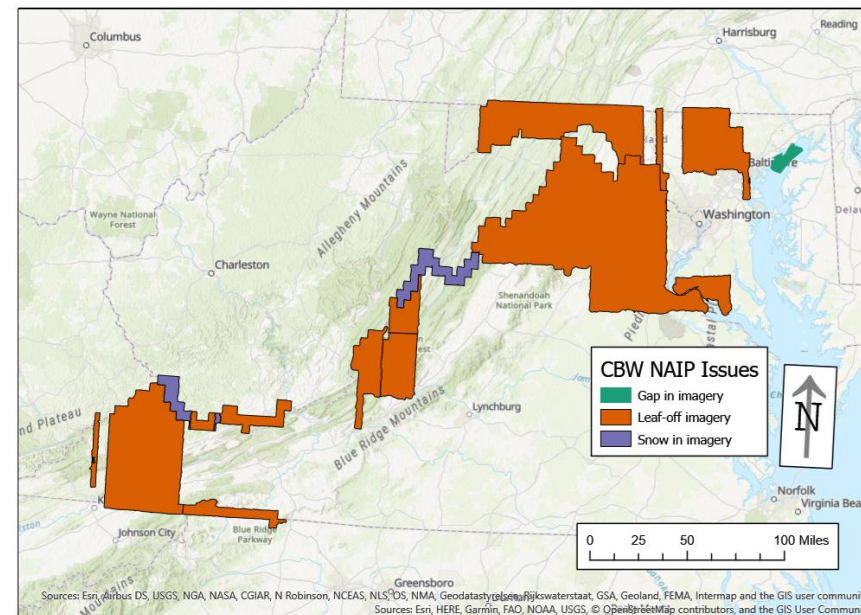 Columbus
Harrisburg
Reading
Allegheny Mountains
Baltimore
Wayne National
Forest
Washington
Charleston
Shenandoah
National Park
Lynchburg
Blue Ridge Mountains
Norfolk
Virginia Bea
Johnson City
Blue Ridge
Parkway
Greensboro
CBW NAIP Issues
Gap in imagery
Leaf-off imagery
Snow in imagery
N
0 25 50 100 Miles
Sources: Esri, Airbus DS, USGS, NGA, NASA, CGIAR, N Robinson, NCEAS, NLS, OS, NMA, Geodatastyrelsen, Rijkswaterstaat, GSA, Geoland, FEMA, Intermap and the GIS user communi
Sources: Esri, HERE, Garmin, FAO, NOAA, USGS, © OpenStreetMap contributors, and the GIS User Commun